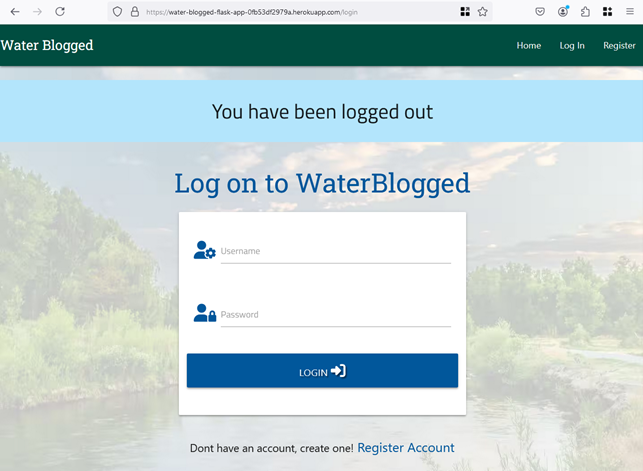 https://water-blogged-flask-app-0fb53df2979a.herokuapp.com/login
Water Blogged
Home Log In Register
You have been logged out
Log on to WaterBlogged
Username
Password
LOGIN
Dont have an account, create one! Register Account